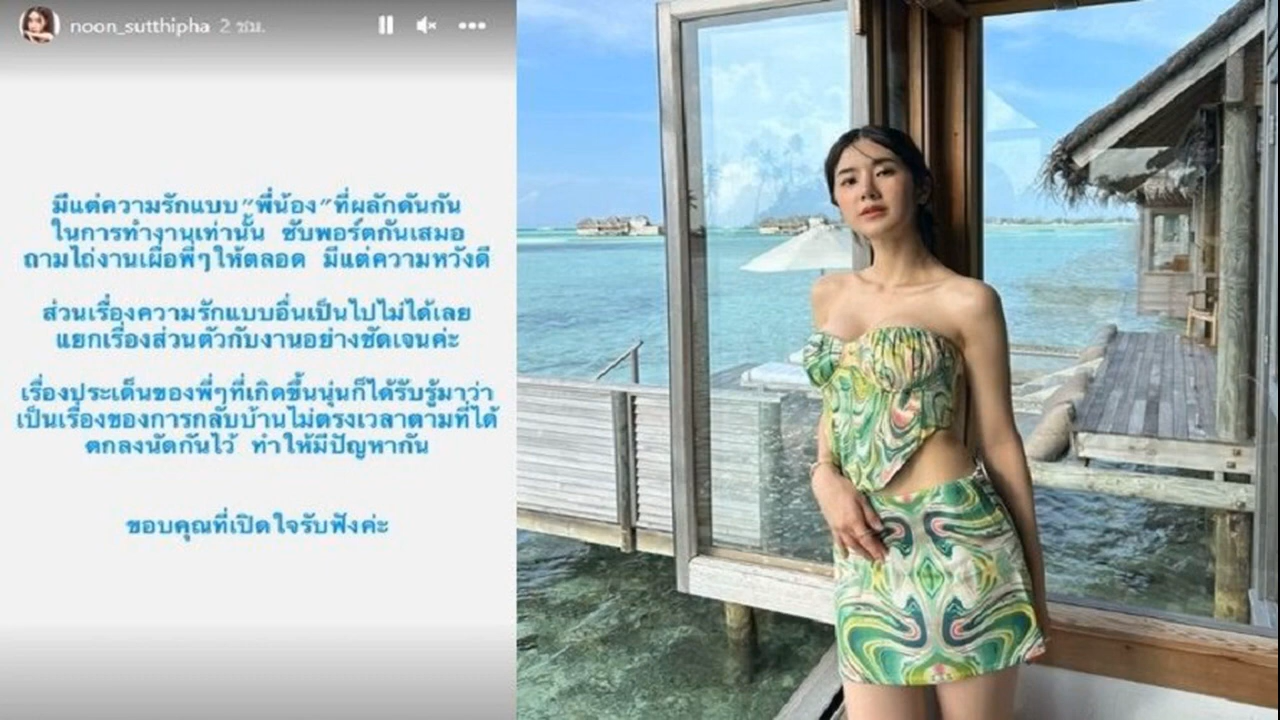 noon_sutthipha 2 ชม.
มีแต่ความรักแบบ"พี่น้อง"ที่ผลักดันกัน
ในการทำงานเท่านั้น ซับพอร์ตกันเสมอ
ถามไถ่งานเผื่อพี่ๆให้ตลอด มีแต่ความหวังดี
ส่วนเรื่องความรักแบบอื่นเป็นไปไม่ได้เลย
แยกเรื่องส่วนตัวกับงานอย่างชัดเจนค่ะ
เรื่องประเด็นของพี่ๆที่เกิดขึ้นนุ่นก็ได้รับรู้มาว่า
เป็นเรื่องของการกลับบ้านไม่ตรงเวลาตามที่ได้
ตกลงนัดกันไว้ ทำให้มีปัญหากัน
ขอบคุณที่เปิดใจรับฟังค่ะ